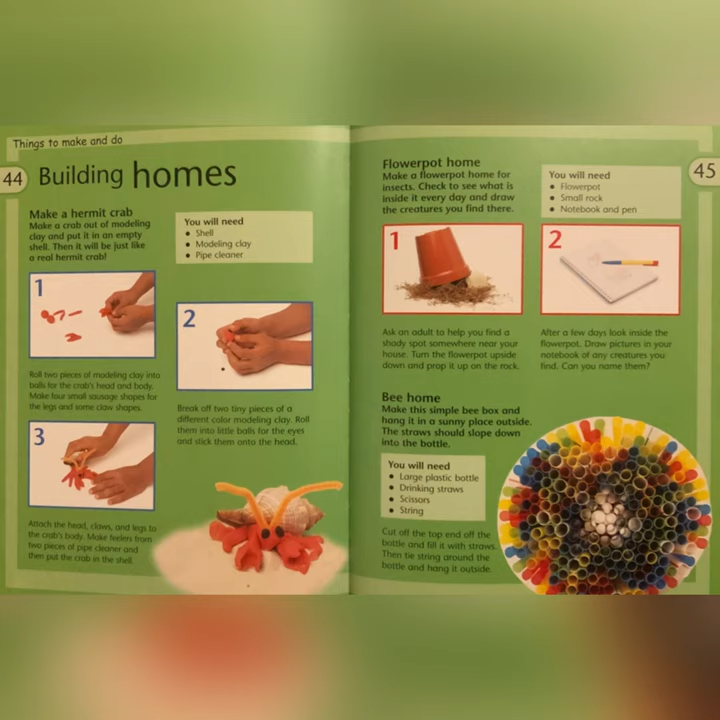 Things to make and do
44 Building homes
Make a hermit crab
Make a crab out of modeling
clay and put it in an empty
shell. Then it will be just like
a real hermit crab!
You will need
• Shell
• Modeling clay
• Pipe cleaner
1
Roll two pieces of modeling clay into
balls for the crab's head and body.
Make four small sausage shapes for
the legs and some claw shapes.
2
Break off two tiny pieces of a
different color modeling clay. Roll
them into little balls for the eyes
and stick them onto the head.
3
Attach the head, claws, and legs to
the crab's body. Make feelers from
two pieces of pipe cleaner and
then put the crab in the shell.
45
Flowerpot home
Make a flowerpot home for
insects. Check to see what is
inside it every day and draw
the creatures you find there.
You will need
• Flowerpot
• Small rock
• Notebook and pen
1
Ask an adult to help you find a
shady spot somewhere near your
house. Turn the flowerpot upside
down and prop it up on the rock.
2
After a few days look inside the
flowerpot. Draw pictures in your
notebook of any creatures you
find. Can you name them?
Bee home
Make this simple bee box and
hang it in a sunny place outside.
The straws should slope down
into the bottle.
You will need
• Large plastic bottle
• Drinking straws
• Scissors
• String
Cut off the top end off the
bottle and fill it with straws.
Then tie string around the
bottle and hang it outside.